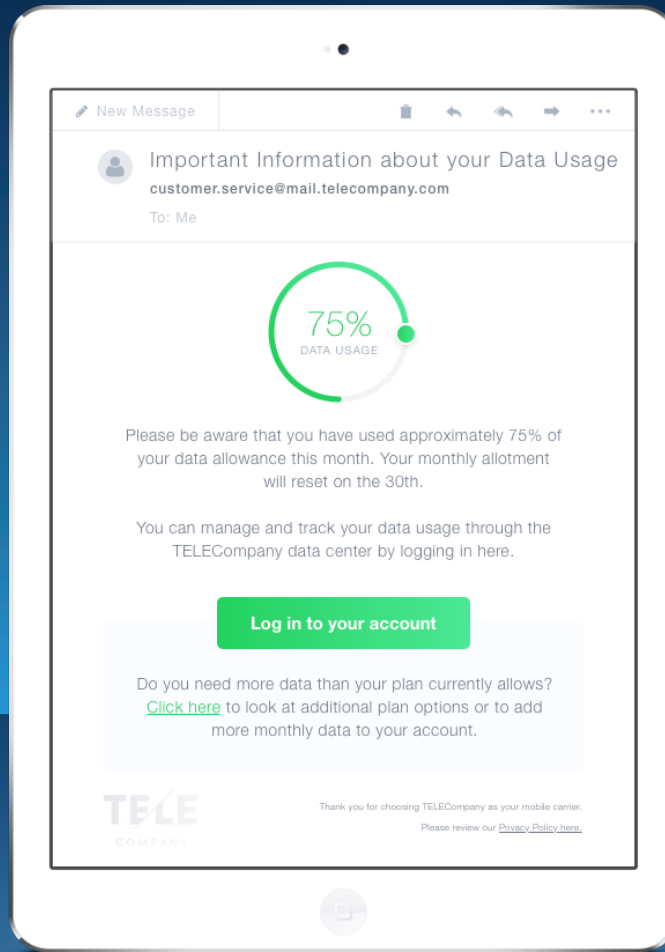 New Message
Important Information about your Data Usage
customer.service@mail.telecompany.com
To: Me
75%
DATA USAGE
Please be aware that you have used approximately 75% of
your data allowance this month. Your monthly allotment
will reset on the 30th.
You can manage and track your data usage through the
TELECompany data center by logging in here.
Log in to your account
Do you need more data than your plan currently allows?
Click here to look at additional plan options or to add
more monthly data to your account.
TELE
COMPANY
Thank you for choosing TELECompany as your mobile carrier.
Please review our Privacy Policy here.